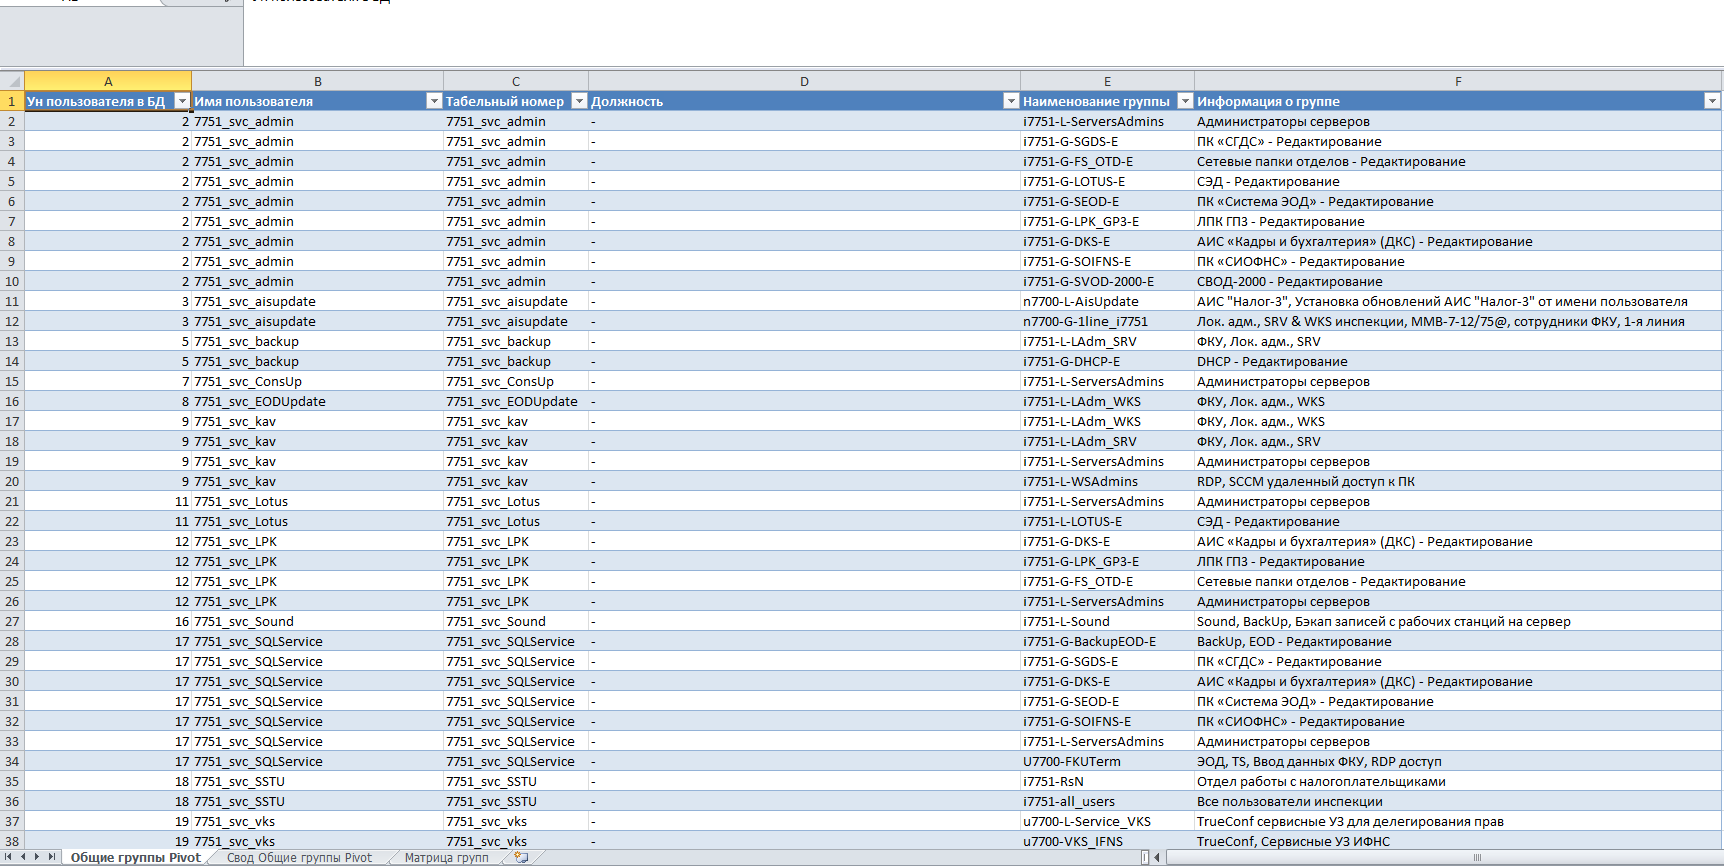 A B C D E F
1 Ун пользователя в БД Имя пользователя Табельный номер Должность Наименование группы Информация о группе
2 2 7751_svc_admin 7751_svc_admin - i7751-L-ServersAdmins Администраторы серверов
3 2 7751_svc_admin 7751_svc_admin - i7751-G-SGDS-E ПК «СГДС» - Редактирование
4 2 7751_svc_admin 7751_svc_admin - i7751-G-FS_OTD-E Сетевые папки отделов - Редактирование
5 2 7751_svc_admin 7751_svc_admin - i7751-G-LOTUS-E СЭД - Редактирование
6 2 7751_svc_admin 7751_svc_admin - i7751-G-SEOD-E ПК «Система ЭОД» - Редактирование
7 2 7751_svc_admin 7751_svc_admin - i7751-G-LPK_GP3-E ЛПК ГП3 - Редактирование
8 2 7751_svc_admin 7751_svc_admin - i7751-G-DKS-E АИС «Кадры и бухгалтерия» (ДКС) - Редактирование
9 2 7751_svc_admin 7751_svc_admin - i7751-G-SOIFNS-E ПК «СИОФНС» - Редактирование
10 2 7751_svc_admin 7751_svc_admin - i7751-G-SVOD-2000-E СВОД-2000 - Редактирование
11 3 7751_svc_aisupdate 7751_svc_aisupdate - n7700-L-AisUpdate АИС "Налог-3", Установка обновлений АИС "Налог-3" от имени пользователя
12 3 7751_svc_aisupdate 7751_svc_aisupdate - n7700-G-1line_i7751 Лок. адм., SRV & WKS инспекции, ММВ-7-12/75@, сотрудники ФКУ, 1-я линия
13 5 7751_svc_backup 7751_svc_backup - i7751-L-LAdm_SRV ФКУ, Лок. адм., SRV
14 5 7751_svc_backup 7751_svc_backup - i7751-G-DHCP-E DHCP - Редактирование
15 7 7751_svc_ConsUp 7751_svc_ConsUp - i7751-L-ServersAdmins Администраторы серверов
16 8 7751_svc_EODUpdate 7751_svc_EODUpdate - i7751-L-LAdm_WKS ФКУ, Лок. адм., WKS
17 9 7751_svc_kav 7751_svc_kav - i7751-L-LAdm_WKS ФКУ, Лок. адм., WKS
18 9 7751_svc_kav 7751_svc_kav - i7751-L-LAdm_SRV ФКУ, Лок. адм., SRV
19 9 7751_svc_kav 7751_svc_kav - i7751-L-ServersAdmins Администраторы серверов
20 9 7751_svc_kav 7751_svc_kav - i7751-L-WSAdmins RDP, SCCM удаленный доступ к ПК
21 11 7751_svc_Lotus 7751_svc_Lotus - i7751-L-ServersAdmins Администраторы серверов
22 11 7751_svc_Lotus 7751_svc_Lotus - i7751-L-LOTUS-E СЭД - Редактирование
23 12 7751_svc_LPK 7751_svc_LPK - i7751-G-DKS-E АИС «Кадры и бухгалтерия» (ДКС) - Редактирование
24 12 7751_svc_LPK 7751_svc_LPK - i7751-G-LPK_GP3-E ЛПК ГП3 - Редактирование
25 12 7751_svc_LPK 7751_svc_LPK - i7751-G-FS_OTD-E Сетевые папки отделов - Редактирование
26 12 7751_svc_LPK 7751_svc_LPK - i7751-L-ServersAdmins Администраторы серверов
27 16 7751_svc_Sound 7751_svc_Sound - i7751-L-Sound Sound, BackUp, Бэкап записей с рабочих станций на сервер
28 17 7751_svc_SQLService 7751_svc_SQLService - i7751-G-BackupEOD-E BackUp, EOD - Редактирование
29 17 7751_svc_SQLService 7751_svc_SQLService - i7751-G-SGDS-E ПК «СГДС» - Редактирование
30 17 7751_svc_SQLService 7751_svc_SQLService - i7751-G-DKS-E АИС «Кадры и бухгалтерия» (ДКС) - Редактирование
31 17 7751_svc_SQLService 7751_svc_SQLService - i7751-G-SEOD-E ПК «Система ЭОД» - Редактирование
32 17 7751_svc_SQLService 7751_svc_SQLService - i7751-G-SOIFNS-E ПК «СИОФНС» - Редактирование
33 17 7751_svc_SQLService 7751_svc_SQLService - i7751-L-ServersAdmins Администраторы серверов
34 17 7751_svc_SQLService 7751_svc_SQLService - U7700-FKUTerm ЭОД, TS, Ввод данных ФКУ, RDP доступ
35 18 7751_svc_SSTU 7751_svc_SSTU - i7751-RsN Отдел работы с налогоплательщиками
36 18 7751_svc_SSTU 7751_svc_SSTU - i7751-all_users Все пользователи инспекции
37 19 7751_svc_vks 7751_svc_vks - u7700-L-Service_VKS TrueConf сервисные УЗ для делегирования прав
38 19 7751_svc_vks 7751_svc_vks - u7700-VKS_IFNS TrueConf, Сервисные УЗ ИФНС
Общие группы Pivot Свод Общие группы Pivot Матрица групп